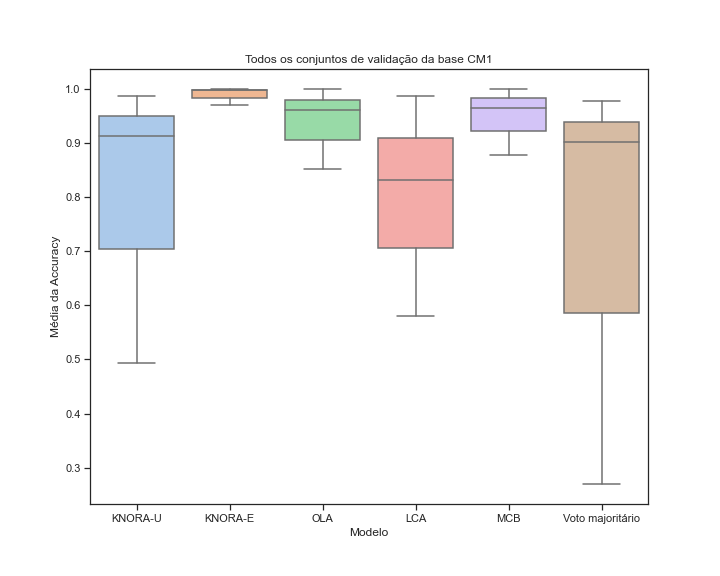 Todos os conjuntos de validação da base CM1
Média da Accuracy
1.0
0.9
0.8
0.7
0.6
0.5
0.4
0.3
KNORA-U KNORA-E OLA LCA MCB Voto majoritário
Modelo